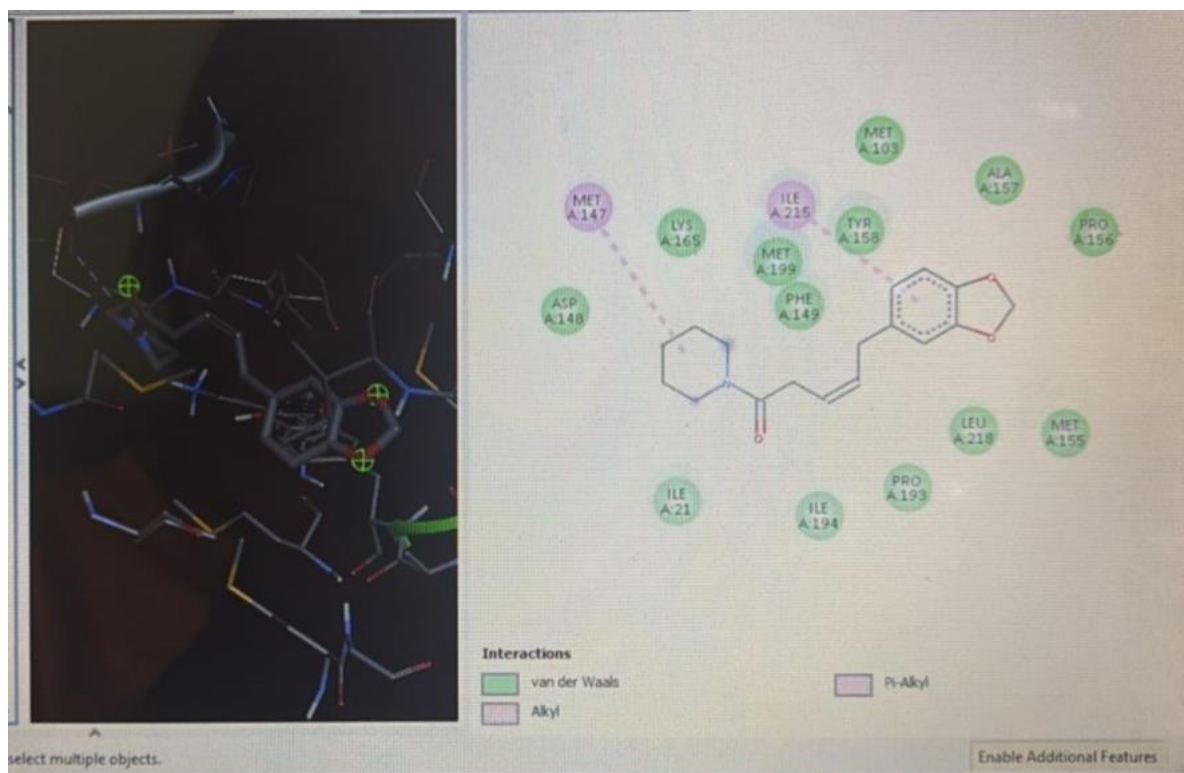 MET
A:103
ALA
A:157
MET
A:147
ILE
A:215
LYS
A:165
TYR
A:158
PRO
A:156
MET
A:199
ASP
A:148
PHE
A:149
N
O
O
O
LEU
A:218
MET
A:155
PRO
A:193
ILE
A:21
ILE
A:194
Interactions
van der Waals
Pi-Alkyl
Alkyl
select multiple objects.
Enable Additional Features